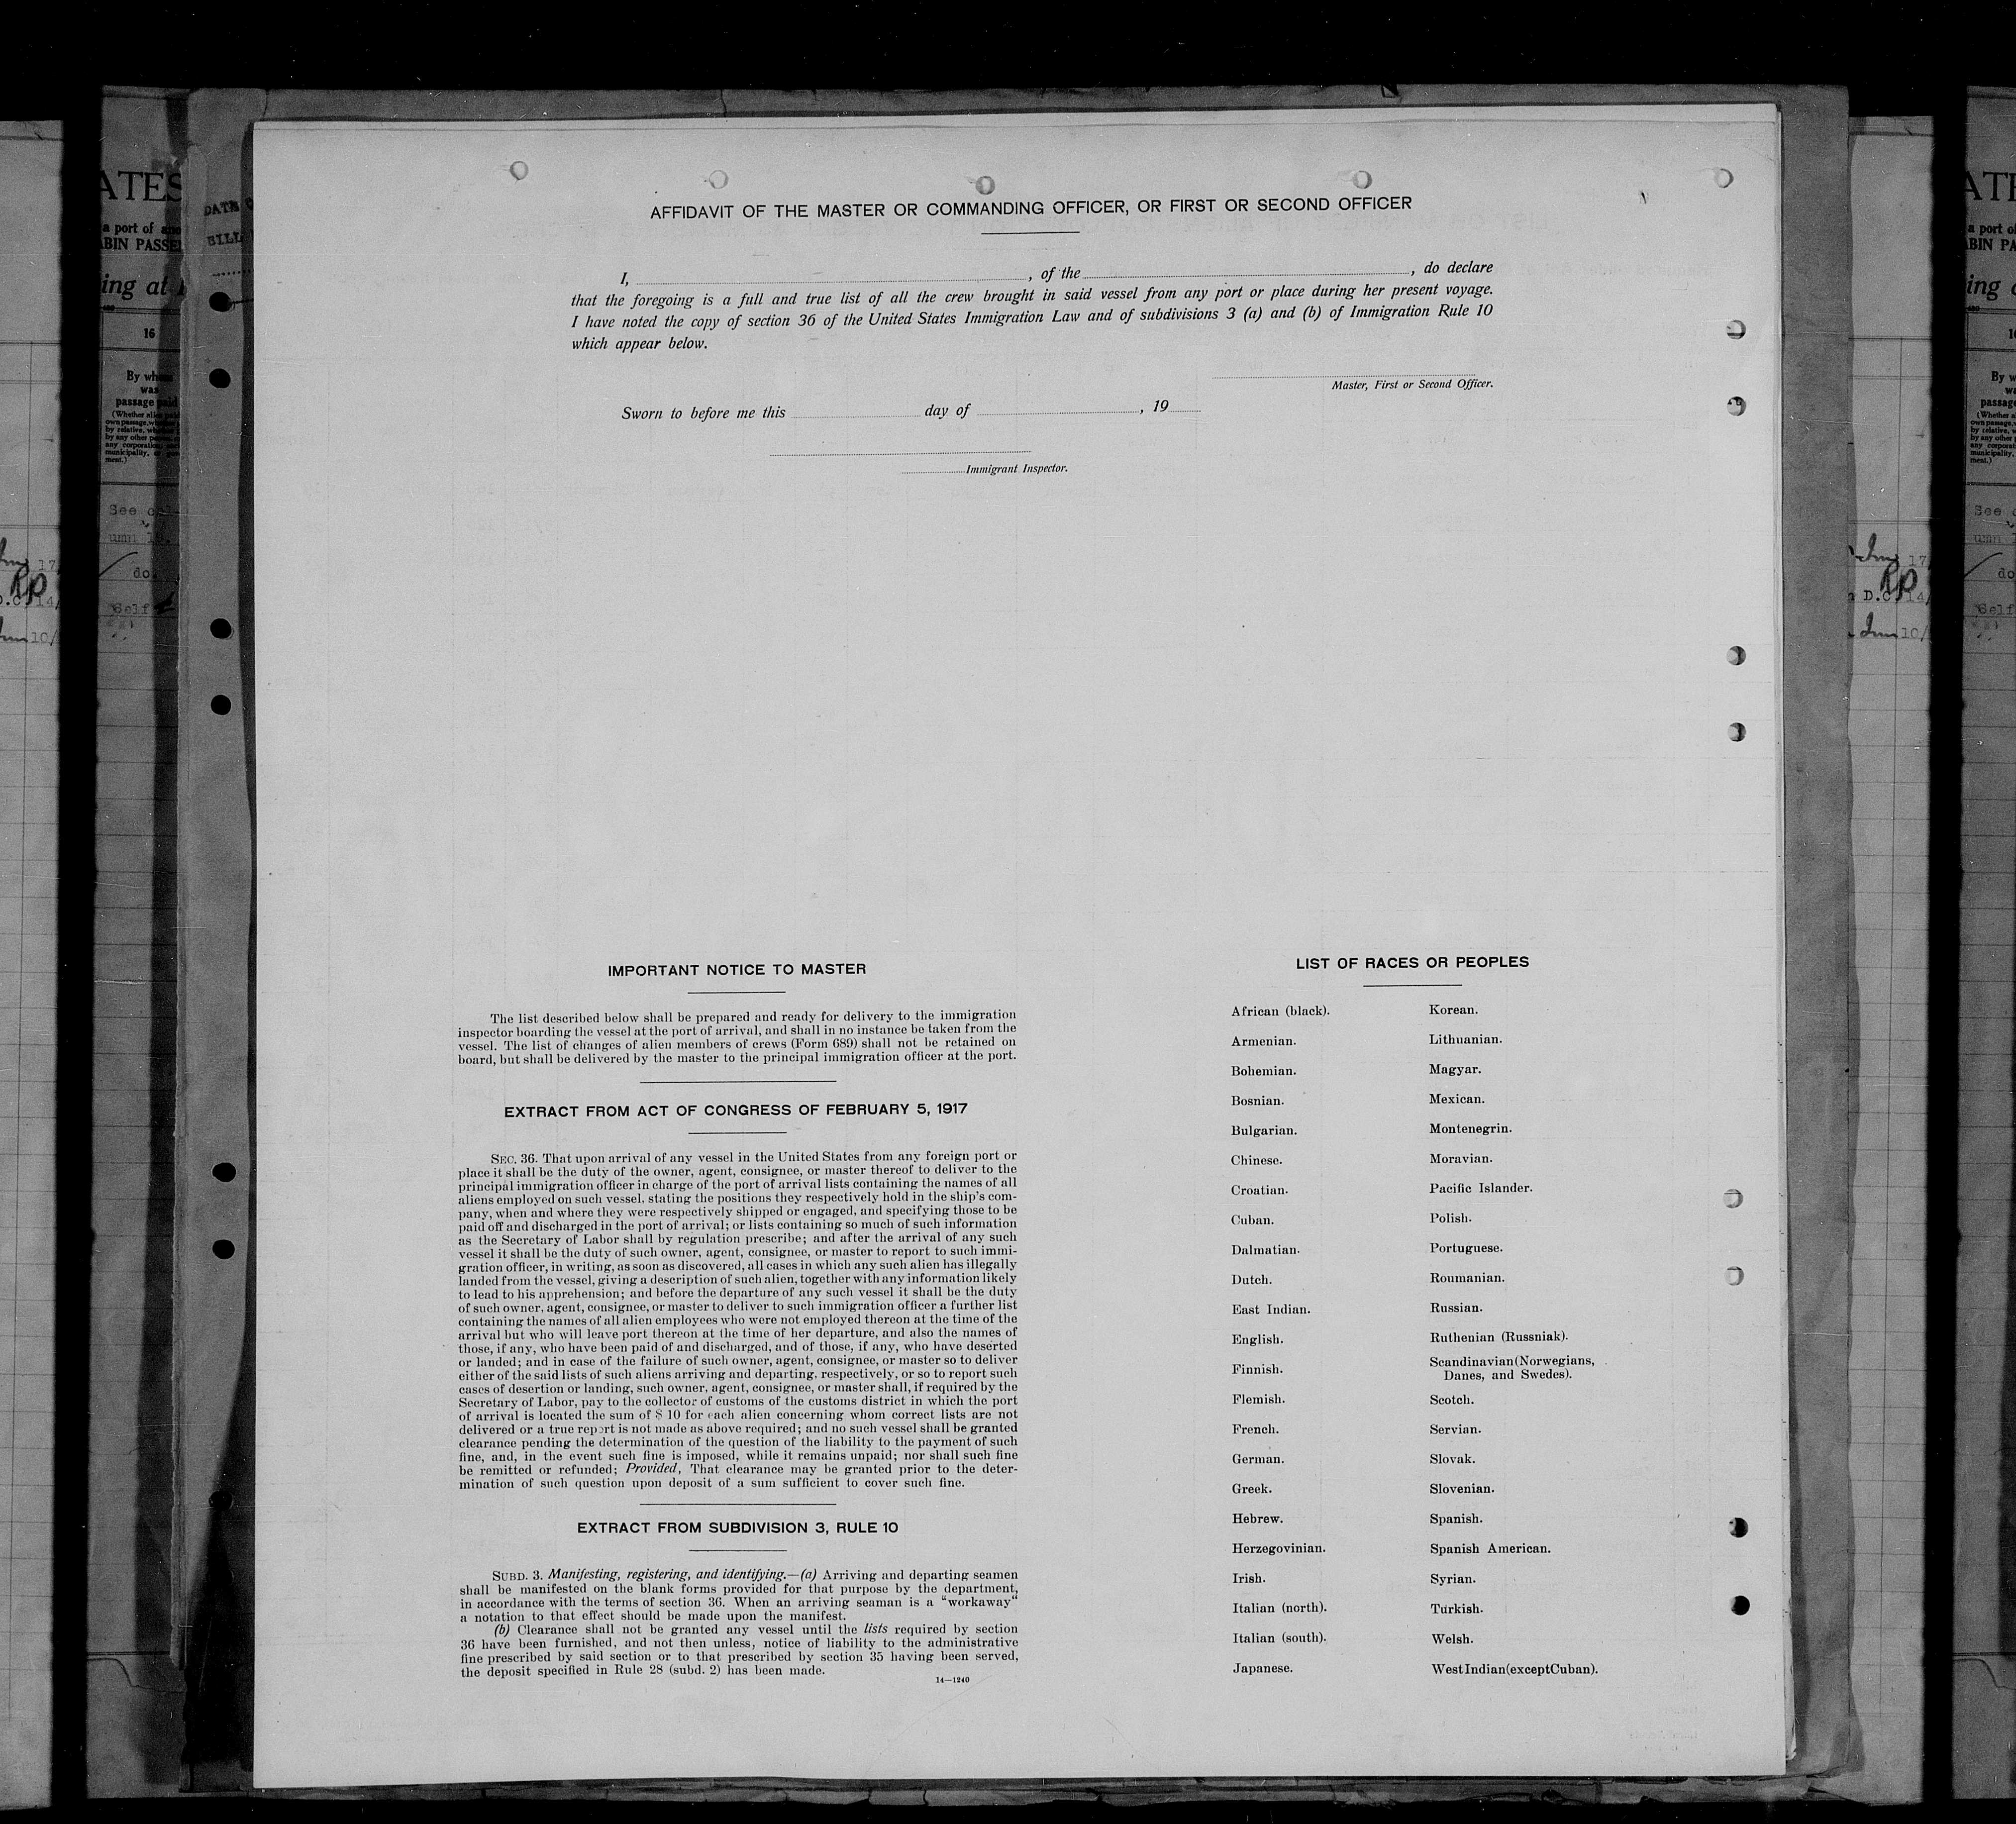 AFFIDAVIT OF THE MASTER OR COMMANDING OFFICER, OR FIRST OR SECOND OFFICER
I, , of the , do declare
that the foregoing is a full and true list of all the crew brought in said vessel from any port or place during her present voyage.
I have noted the copy of section 36 of the United States Immigration Law and of subdivisions 3 (a) and (b) of Immigration Rule 10
which appear below.
Master, First or Second Officer.
Sworn to before me this day of , 19
Immigrant Inspector.
IMPORTANT NOTICE TO MASTER
The list described below shall be prepared and ready for delivery to the immigration
inspector boarding the vessel at the port of arrival, and shall in no instance be taken from the
vessel. The list of changes of alien members of crews (Form 689) shall not be retained on
board, but shall be delivered by the master to the principal immigration officer at the port.
EXTRACT FROM ACT OF CONGRESS OF FEBRUARY 5, 1917
SEC. 36. That upon arrival of any vessel in the United States from any foreign port or
place it shall be the duty of the owner, agent, consignee, or master thereof to deliver to the
principal immigration officer in charge of the port of arrival lists containing the names of all
aliens employed on such vessel, stating the positions they respectively hold in the ship's com-
pany, when and where they were respectively shipped or engaged, and specifying those to be
paid off and discharged in the port of arrival; or lists containing so much of such information
as the Secretary of Labor shall by regulation prescribe; and after the arrival of any such
vessel it shall be the duty of such owner, agent, consignee, or master to report to such immi-
gration officer, in writing, as soon as discovered, all cases in which any such alien has illegally
landed from the vessel, giving a description of such alien, together with any information likely
to lead to his apprehension; and before the departure of any such vessel it shall be the duty
of such owner, agent, consignee, or master to deliver to such immigration officer a further list
containing the names of all alien employees who were not employed thereon at the time of the
arrival but who will leave port thereon at the time of her departure, and also the names of
those, if any, who have been paid of and discharged, and of those, if any, who have deserted
or landed; and in case of the failure of such owner, agent, consignee, or master so to deliver
either of the said lists of such aliens arriving and departing, respectively, or so to report such
cases of desertion or landing, such owner, agent, consignee, or master shall, if required by the
Secretary of Labor, pay to the collector of customs of the customs district in which the port
of arrival is located the sum of $ 10 for each alien concerning whom correct lists are not
delivered or a true report is not made as above required; and no such vessel shall be granted
clearance pending the determination of the question of the liability to the payment of such
fine, and, in the event such fine is imposed, while it remains unpaid; nor shall such fine
be remitted or refunded; Provided, That clearance may be granted prior to the deter-
mination of such question upon deposit of a sum sufficient to cover such fine.
EXTRACT FROM SUBDIVISION 3, RULE 10
SUBD. 3. Manifesting, registering, and identifying.—(a) Arriving and departing seamen
shall be manifested on the blank forms provided for that purpose by the department,
in accordance with the terms of section 36. When an arriving seaman is a “workaway“
a notation to that effect should be made upon the manifest.
(b) Clearance shall not be granted any vessel until the lists required by section
36 have been furnished, and not then unless, notice of liability to the administrative
fine prescribed by said section or to that prescribed by section 35 having been served,
the deposit specified in Rule 28 (subd. 2) has been made.
14—1240
LIST OF RACES OR PEOPLES
African (black).
Armenian.
Bohemian.
Bosnian.
Bulgarian.
Chinese.
Croatian.
Cuban.
Dalmatian.
Dutch.
East Indian.
English.
Finnish.
Flemish.
French.
German.
Greek.
Hebrew.
Herzegovinian.
Irish.
Italian (north).
Italian (south).
Japanese.
Korean.
Lithuanian.
Magyar.
Mexican.
Montenegrin.
Moravian.
Pacific Islander.
Polish.
Portuguese.
Roumanian.
Russian.
Ruthenian (Russniak).
Scandinavian (Norwegians,
Danes, and Swedes).
Scotch.
Servian.
Slovak.
Slovenian.
Spanish.
Spanish American.
Syrian.
Turkish.
Welsh.
West Indian (except Cuban).